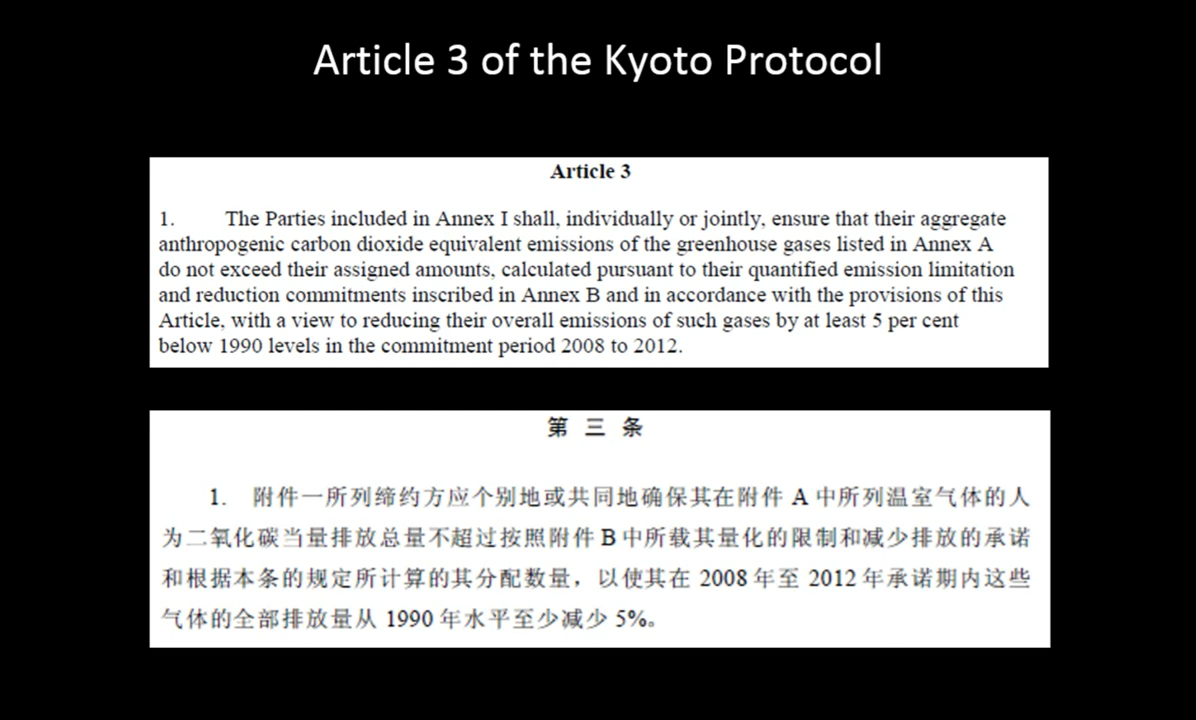 Article 3 of the Kyoto Protocol
Article 3
1. The Parties included in Annex I shall, individually or jointly, ensure that their aggregate
anthropogenic carbon dioxide equivalent emissions of the greenhouse gases listed in Annex A
do not exceed their assigned amounts, calculated pursuant to their quantified emission limitation
and reduction commitments inscribed in Annex B and in accordance with the provisions of this
Article, with a view to reducing their overall emissions of such gases by at least 5 per cent
below 1990 levels in the commitment period 2008 to 2012.
第 三 条
1. 附件一所列缔约方应个别地或共同地确保其在附件 A 中所列温室气体的人
为二氧化碳当量排放总量不超过按照附件 B 中所载其量化的限制和减少排放的承诺
和根据本条的规定所计算的其分配数量，以使其在 2008 年至 2012 年承诺期内这些
气体的全部排放量从 1990 年水平至少减少 5%。